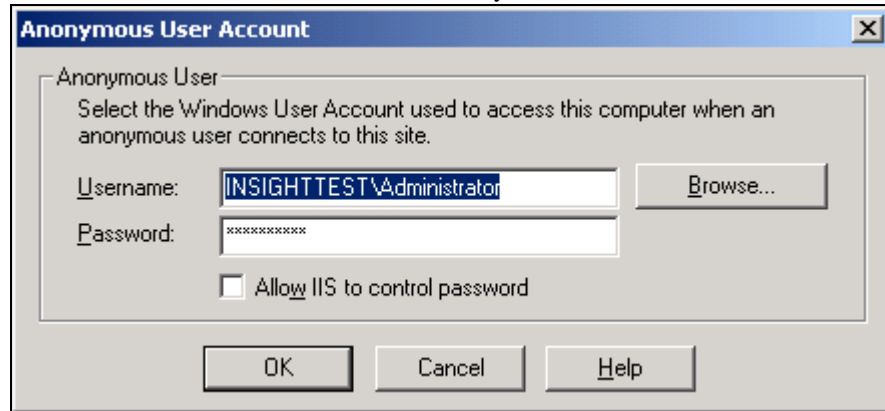 Anonymous User Account
Anonymous User
Select the Windows User Account used to access this computer when an
anonymous user connects to this site.
Username: INSIGHTTEST\Administrator Browse...
Password: **********
Allow IIS to control password
OK Cancel Help